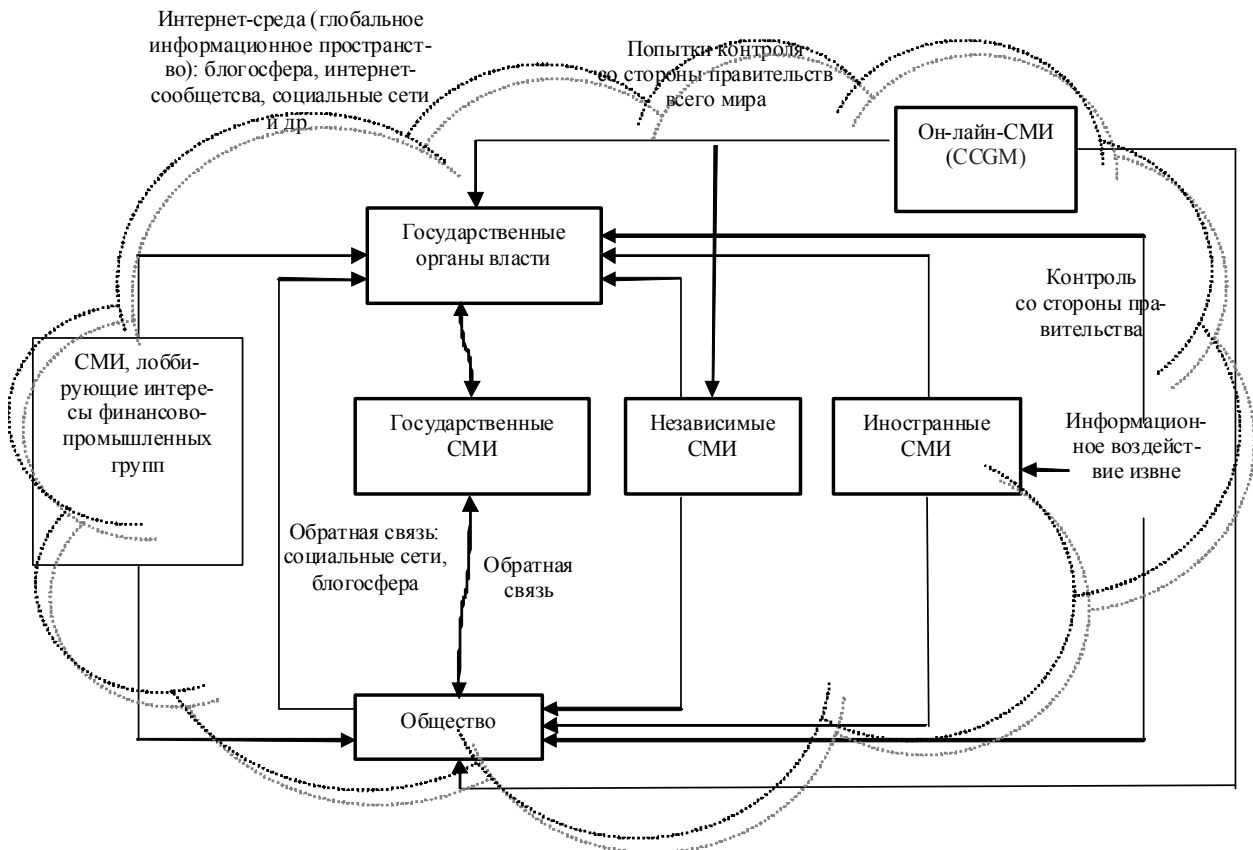 Интернет-среда (глобальное
информационное пространст-
во): блогосфера, интернет-
сообщетсва, социальные сети
и др
Попытки контроля
со стороны правительств
всего мира
Он-лайн-СМИ
(CCGM)
Государственные
органы власти
Контроль
со стороны пра-
вительства
СМИ, лобби-
рующие интере-
сы финансово-
промышленных
групп
Государственные
СМИ
Независимые
СМИ
Иностранные
СМИ
Информацион-
ное воздейст-
вие извне
Обратная связь:
социальные сети,
блогосфера
Обратная
связь
Общество